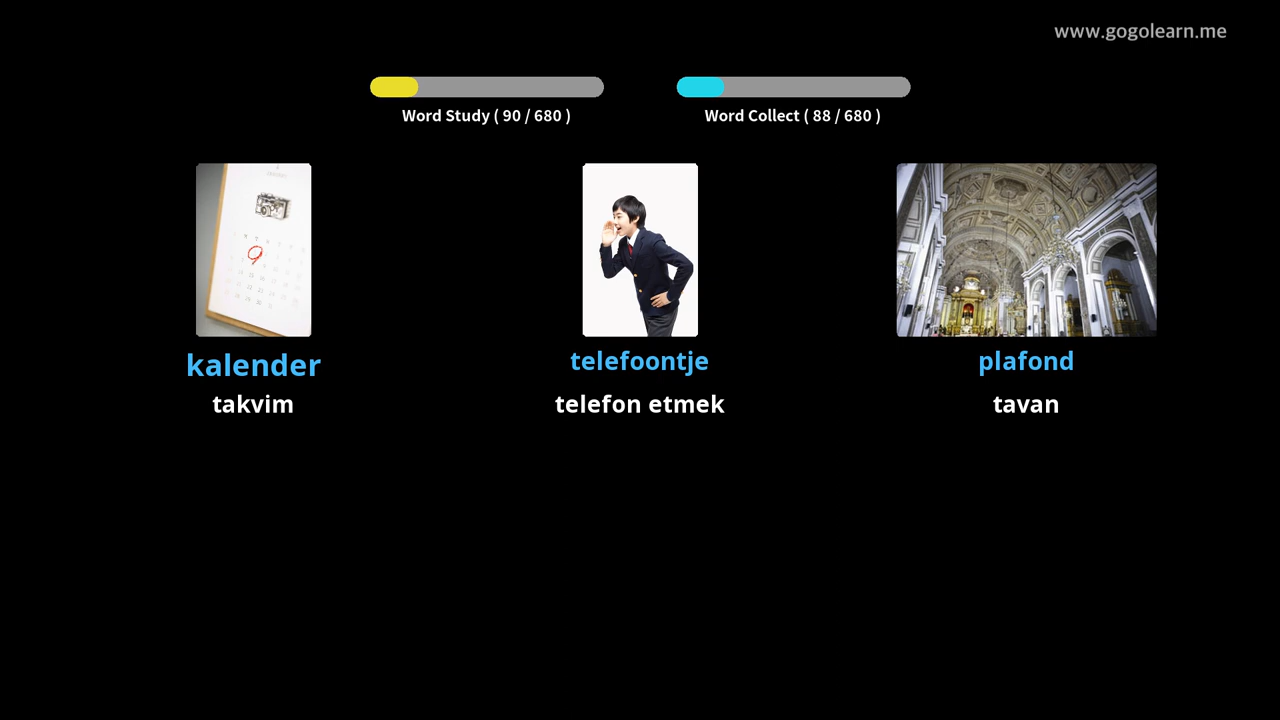 www.gogolearn.me
Word Study ( 90 / 680 )
Word Collect ( 88 / 680 )
kalender
telefoontje
plafond
takvim
telefon etmek
tavan